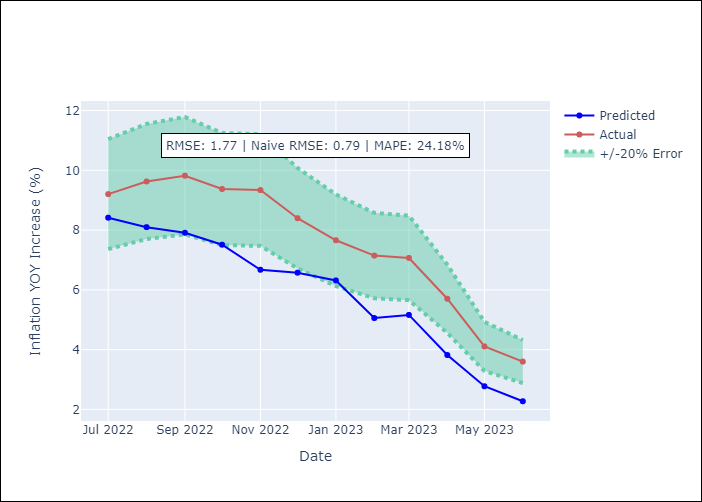 12
10
8
6
4
2
Inflation YOY Increase (%)
RMSE: 1.77 | Naive RMSE: 0.79 | MAPE: 24.18%
Predicted
Actual
+/-20% Error
Jul 2022
Sep 2022
Nov 2022
Jan 2023
Mar 2023
May 2023
Date